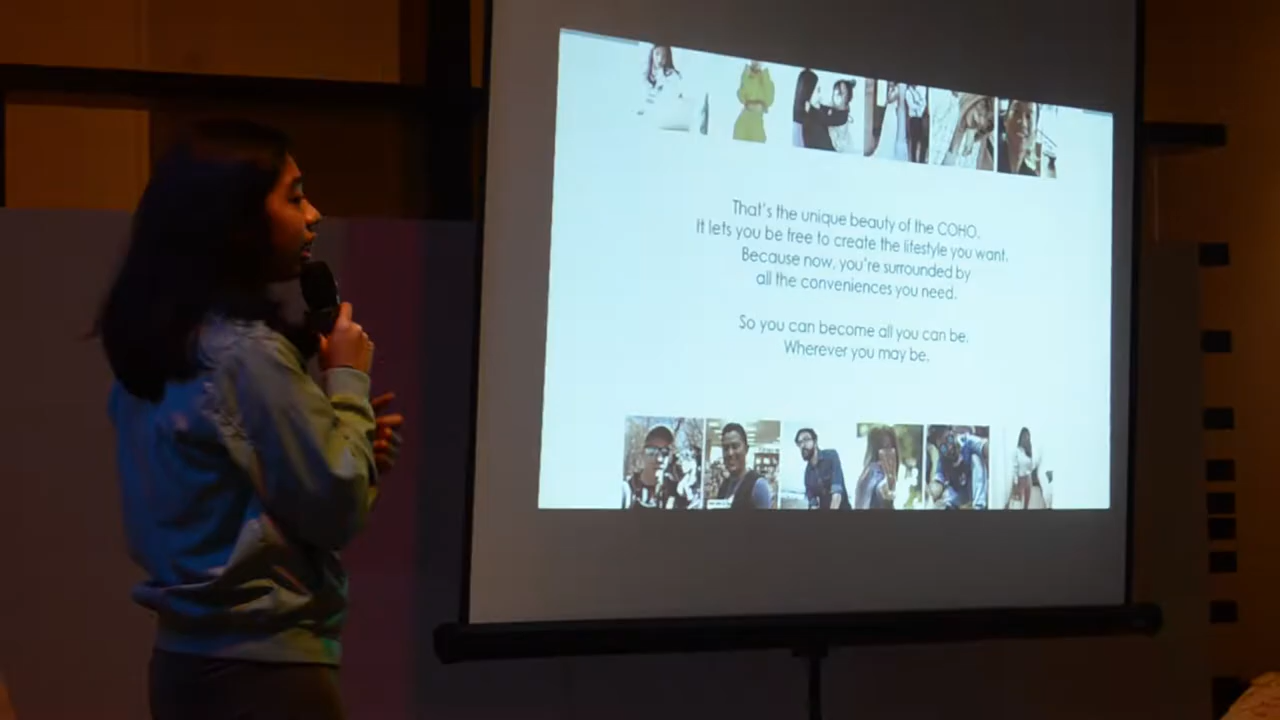 That's the unique beauty of the COHO.
It lets you be free to create the lifestyle you want.
Because now, you're surrounded by
all the conveniences you need.
So you can become all you can be.
Wherever you may be.